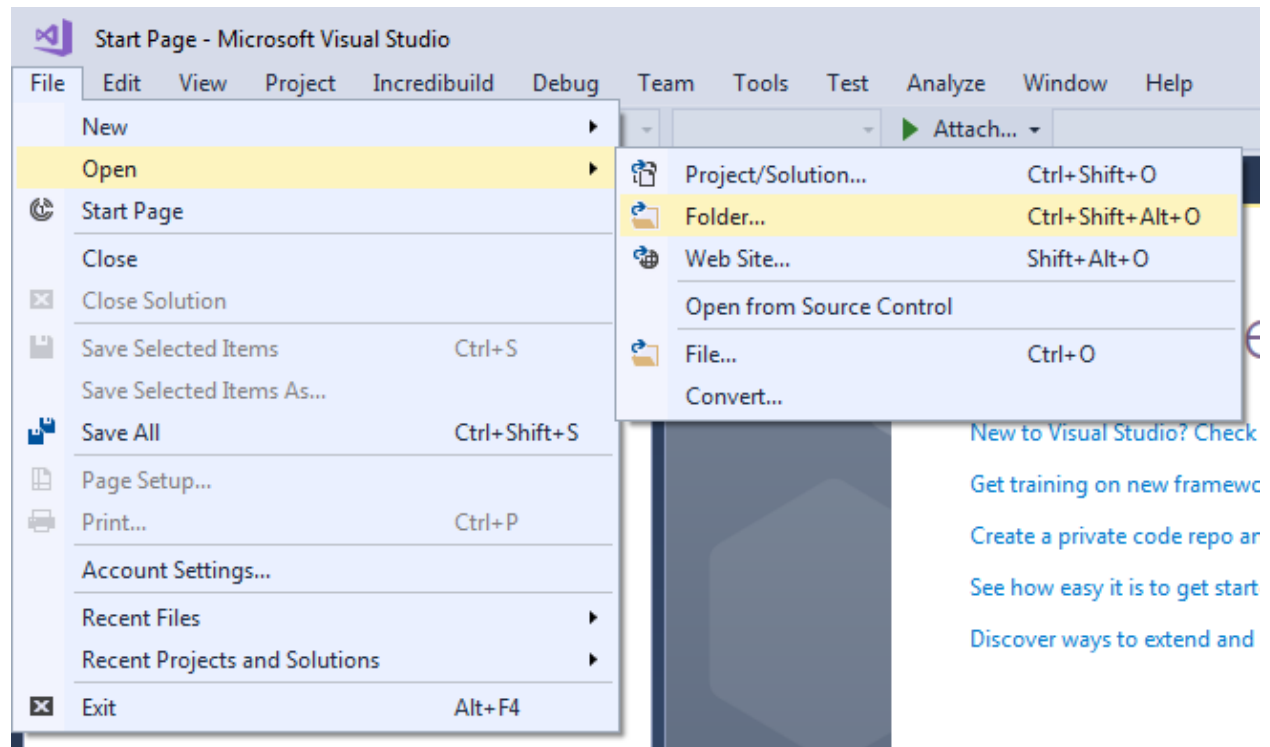 Start Page - Microsoft Visual Studio
File Edit View Project Incredibuild Debug Team Tools Test Analyze Window Help
Attach...
New
Open
Start Page
Close
Close Solution
Save Selected Items Ctrl+S
Save Selected Items As...
Save All Ctrl+Shift+S
Page Setup...
Print... Ctrl+P
Account Settings...
Recent Files
Recent Projects and Solutions
Exit Alt+F4
Project/Solution... Ctrl+Shift+O
Folder... Ctrl+Shift+Alt+O
Web Site... Shift+Alt+O
Open from Source Control
File... Ctrl+O
Convert...
New to Visual Studio? Check
Get training on new
Create a private code repo
See how easy it is to get
Discover ways to extend and